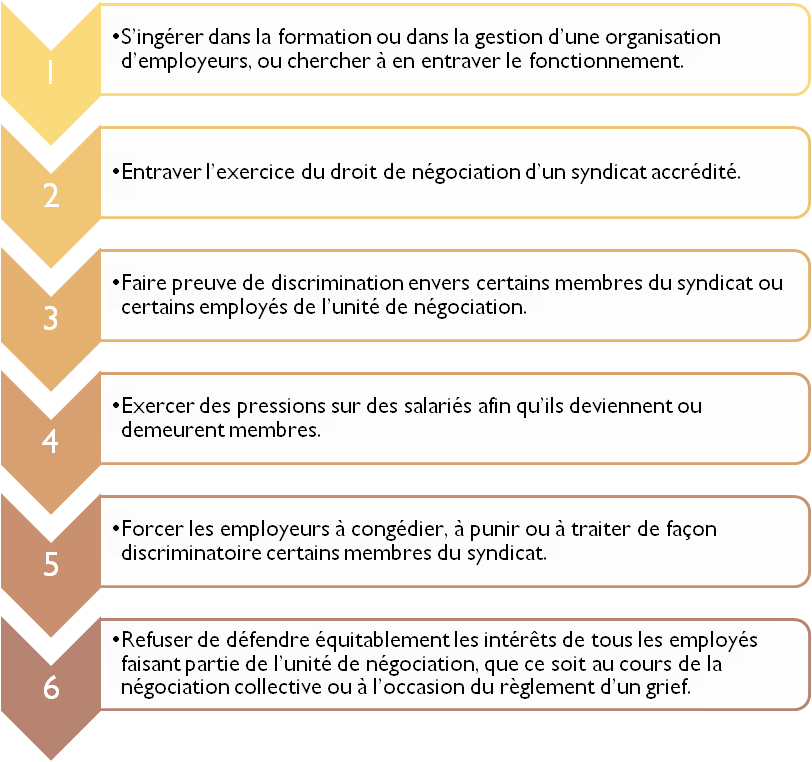 1
•S'ingérer dans la formation ou dans la gestion d'une organisation
d'employeurs, ou chercher à en entraver le fonctionnement.
2
•Entraver l'exercice du droit de négociation d'un syndicat accrédité.
3
•Faire preuve de discrimination envers certains membres du syndicat ou
certains employés de l'unité de négociation.
4
•Exercer des pressions sur des salariés afin qu'ils deviennent ou
demeurent membres.
5
•Forcer les employeurs à congédier, à punir ou à traiter de façon
discriminatoire certains membres du syndicat.
6
•Refuser de défendre équitablement les intérêts de tous les employés
faisant partie de l'unité de négociation, que ce soit au cours de la
négociation collective ou à l'occasion du règlement d'un grief.